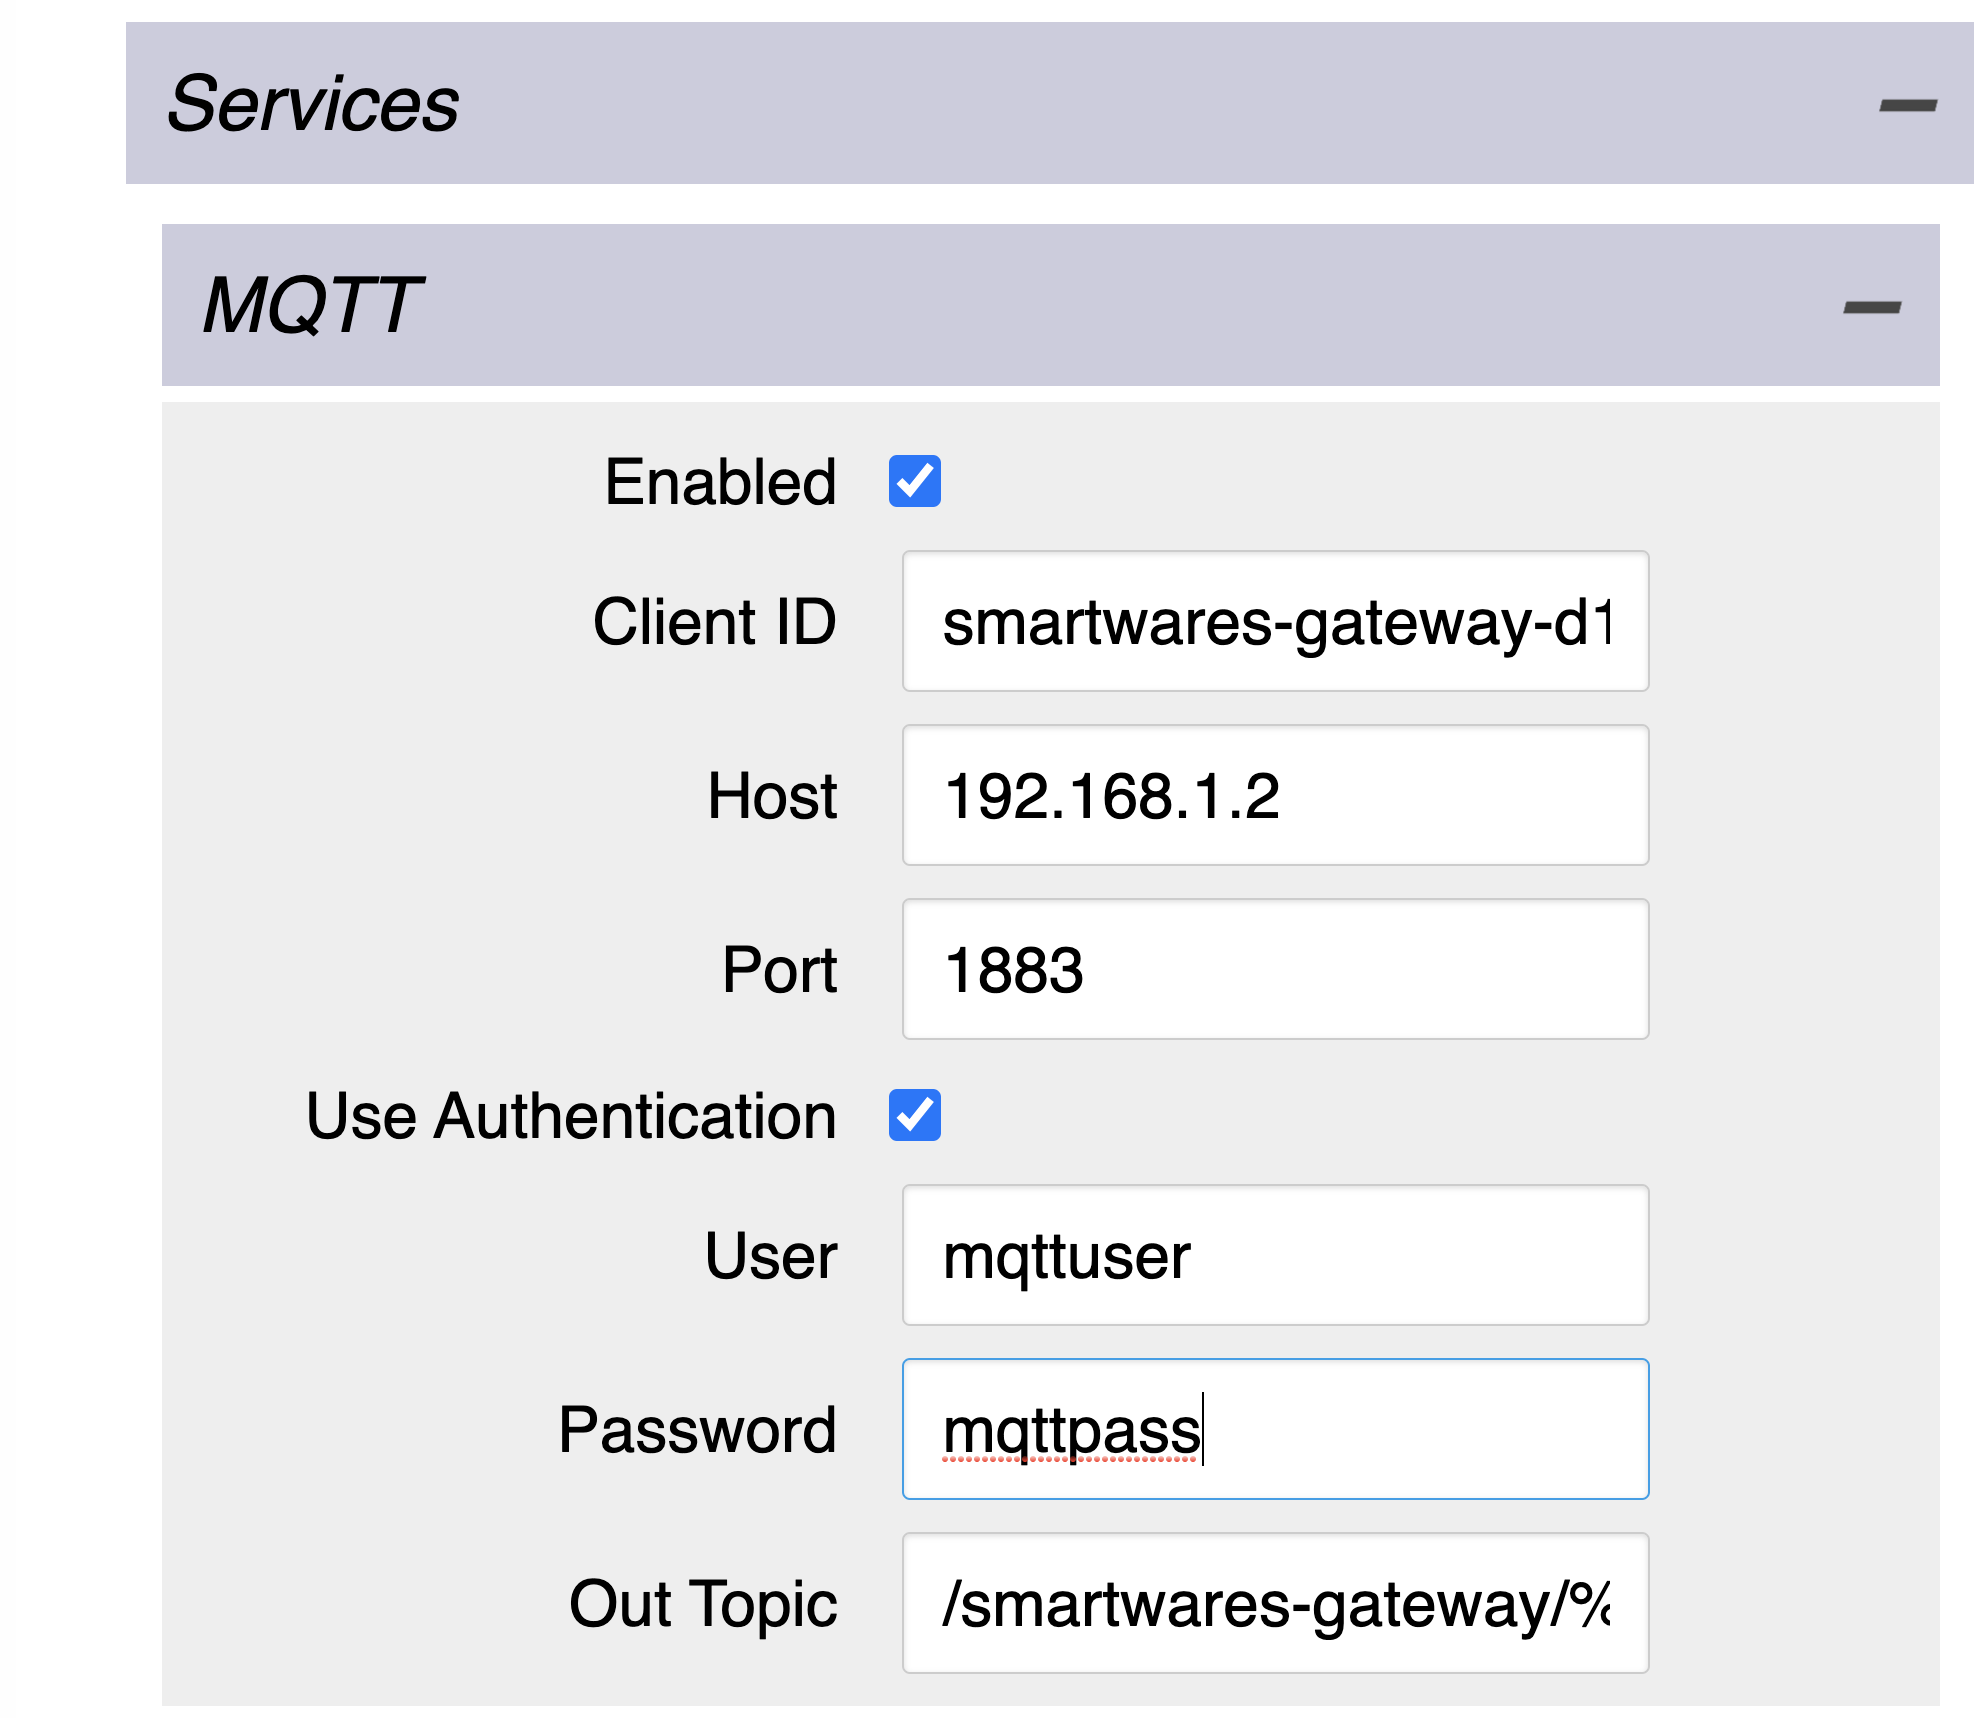 Services
MQTT
Enabled
Client ID smartwares-gateway-d1
Host 192.168.1.2
Port 1883
Use Authentication
User mqttuser
Password mqttpass
Out Topic /smartwares-gateway/%